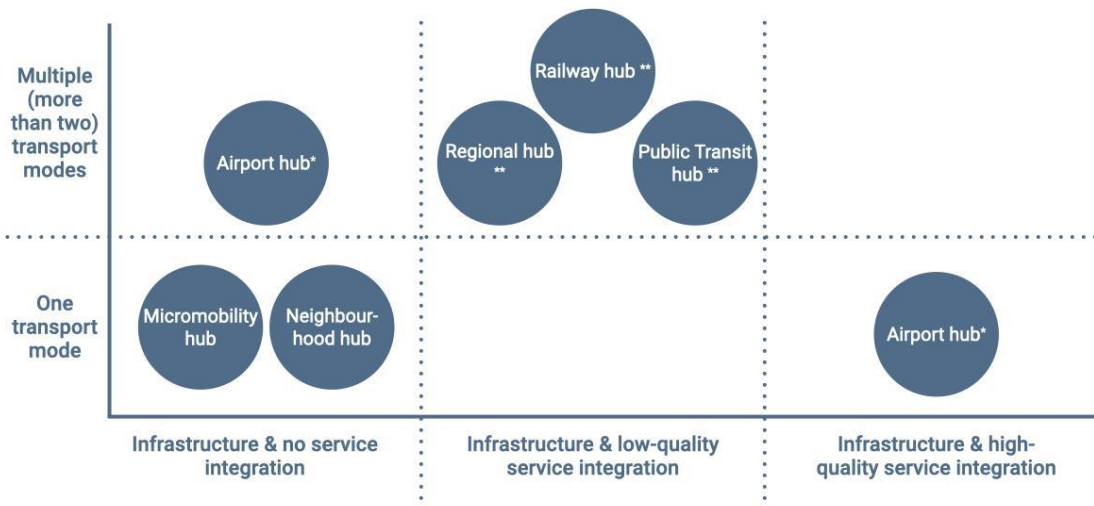 Multiple
(more
than two)
transport
modes
Railway hub **
Airport hub*
Regional hub
**
Public Transit
hub **
One
transport
mode
Micromobility
hub
Neighbour-
hood hub
Airport hub*
Infrastructure & no service
integration
Infrastructure & low-quality
service integration
Infrastructure & high-
quality service integration